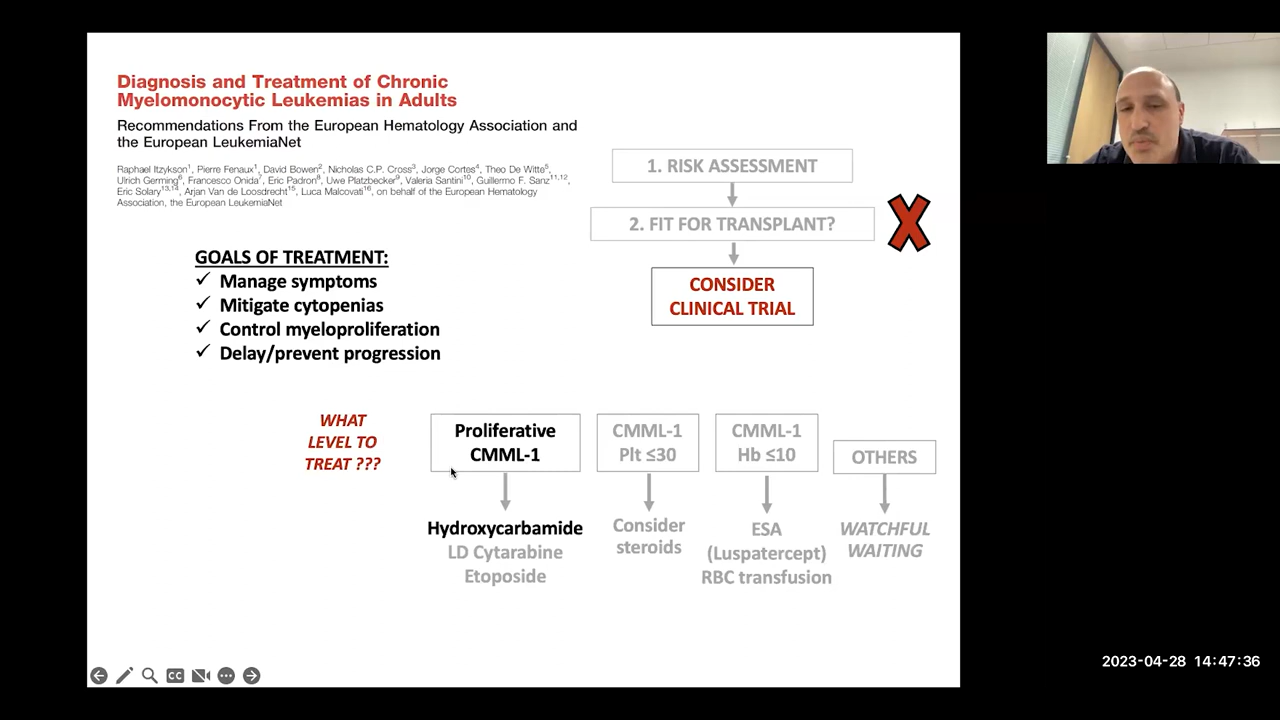 Diagnosis and Treatment of Chronic
Myelomonocytic Leukemias in Adults
Recommendations From the European Hematology Association and
the European LeukemiaNet
Raphael Itzykson1, Pierre Fenaux1, David Bowen2, Nicholas C.P. Cross3, Jorge Cortes4, Theo De Witte5,
Ulrich Germing6, Francesco Onida7, Eric Padron8, Uwe Platzbecker9, Valeria Santini10, Guillermo F. Sanz11,12,
Eric Solary13,14, Arjan Van de Loosdrecht15, Luca Malcovati16, on behalf of the European Hematology
Association, the European LeukemiaNet
1. RISK ASSESSMENT
2. FIT FOR TRANSPLANT?
CONSIDER
CLINICAL TRIAL
GOALS OF TREATMENT:
✓ Manage symptoms
✓ Mitigate cytopenias
✓ Control myeloproliferation
✓ Delay/prevent progression
WHAT
LEVEL TO
TREAT ???
Proliferative
CMML-1
Hydroxycarbamide
LD Cytarabine
Etoposide
CMML-1
Plt ≤30
Consider
steroids
CMML-1
Hb ≤10
ESA
(Luspatercept)
RBC transfusion
OTHERS
WATCHFUL
WAITING
CC
2023-04-28 14:47:36